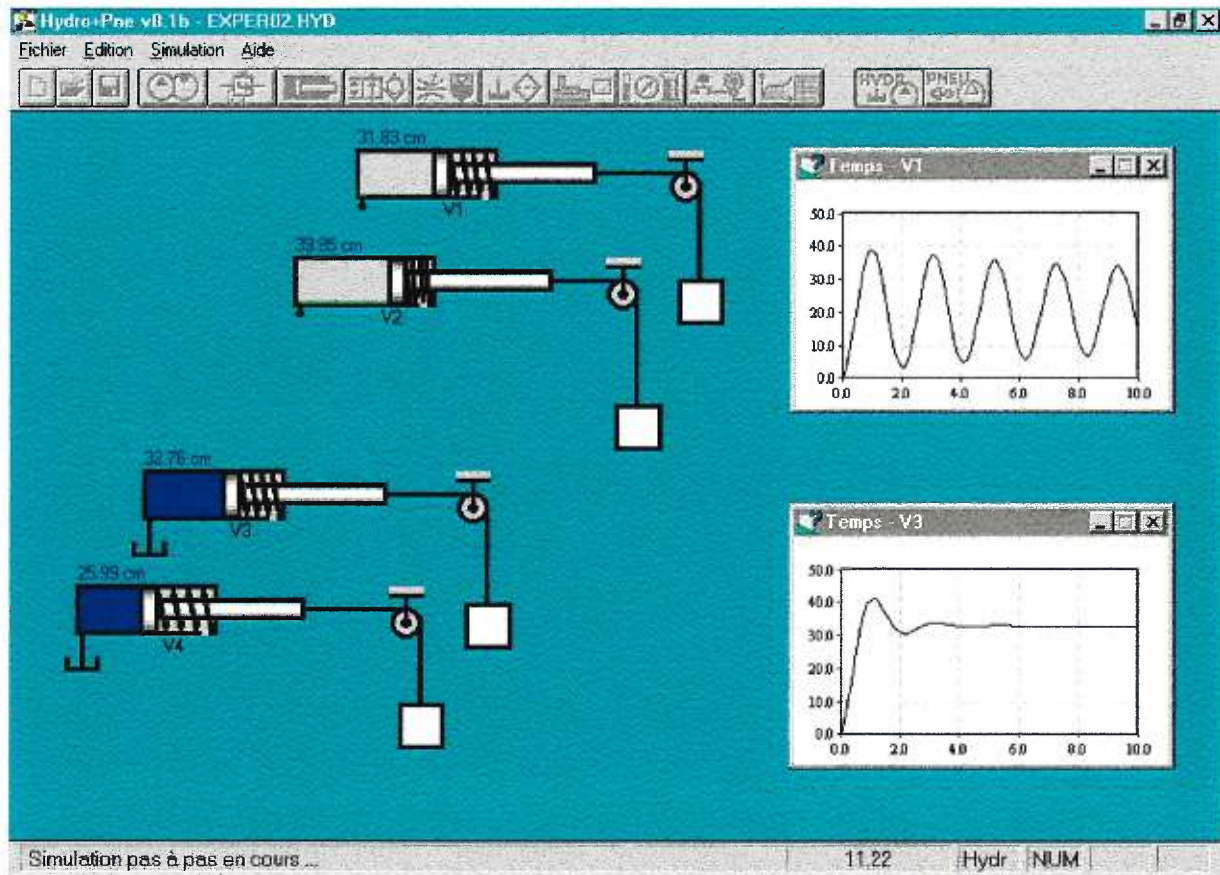 Hydro+Pne v0.1b - EXPER02.HYD
Fichier Edition Simulation Aide
HYDR PNEU
31.83 cm
V1
39.85 cm
V2
32.76 cm
V3
25.99 cm
V4
Temps - V1
50.0
40.0
30.0
20.0
10.0
0.0
0.0 2.0 4.0 6.0 8.0 10.0
Temps - V3
50.0
40.0
30.0
20.0
10.0
0.0
0.0 2.0 4.0 6.0 8.0 10.0
Simulation pas à pas en cours ... 11.22 Hydr NUM